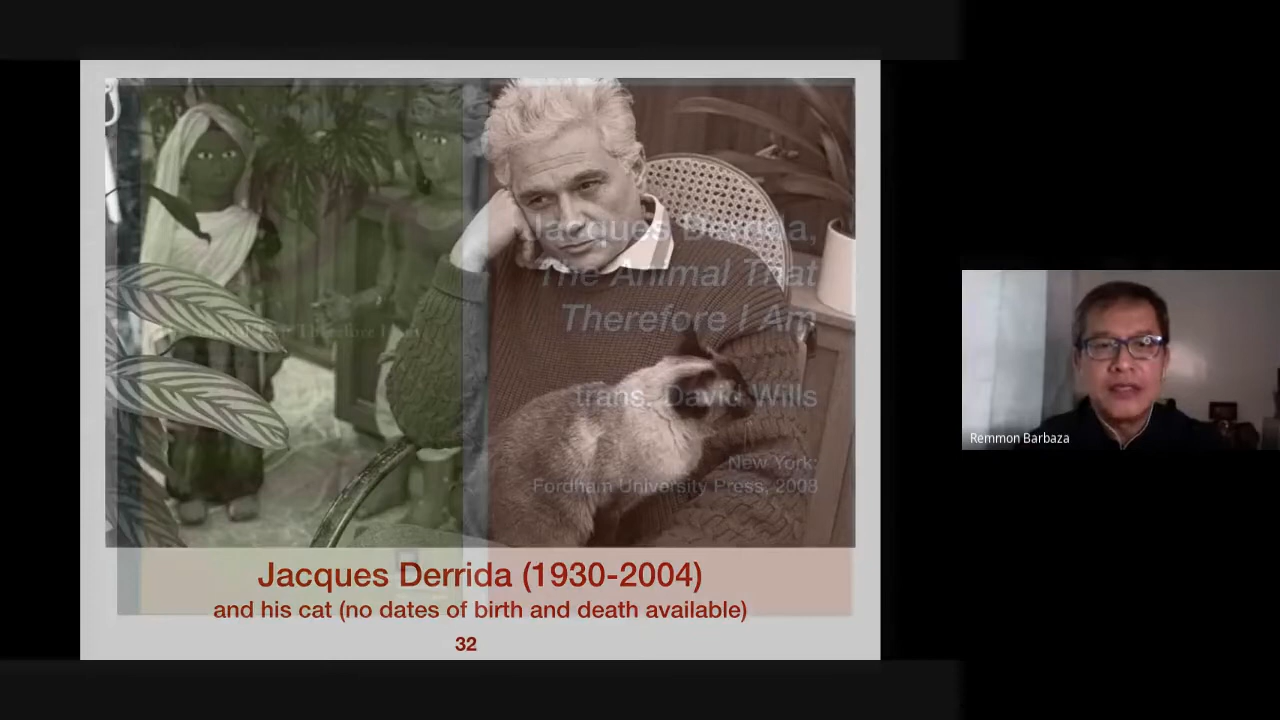 Jacques Derrida,
The Animal That
Therefore I Am
trans. David Wills
New York:
Fordham University Press, 2008
Jacques Derrida (1930-2004)
and his cat (no dates of birth and death available)
32
Remmon Barbaza